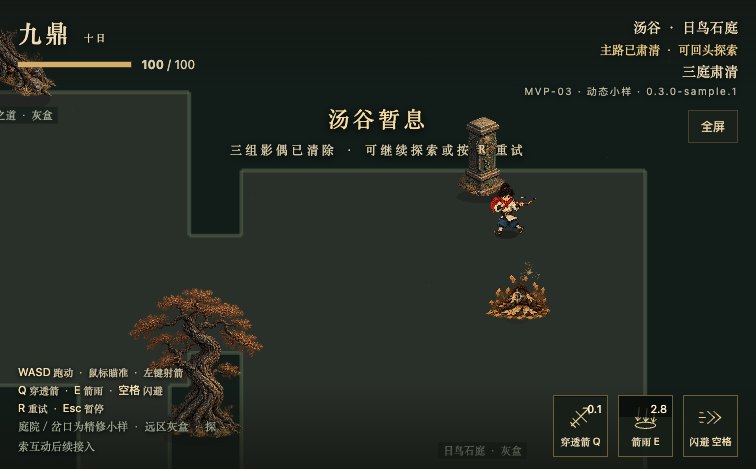 九鼎 十日
100 / 100
之道 · 灰盒
汤谷 · 日鸟石庭
主路已肃清 · 可回头探索
三庭肃清
MVP-03 · 动态小样 · 0.3.0-sample.1
全屏
汤谷暂息
三组影偶已清除 · 可继续探索或按 R 重试
WASD 跑动 · 鼠标瞄准 · 左键射箭
Q 穿透箭 · E 箭雨 · 空格 闪避
R 重试 · Esc 暂停
庭院 / 岔口为精修小样 · 远区灰盒 · 探
索互动后续接入
日鸟石庭 · 灰盒
0.1
穿透箭 Q
2.8
箭雨 E
闪避 空格